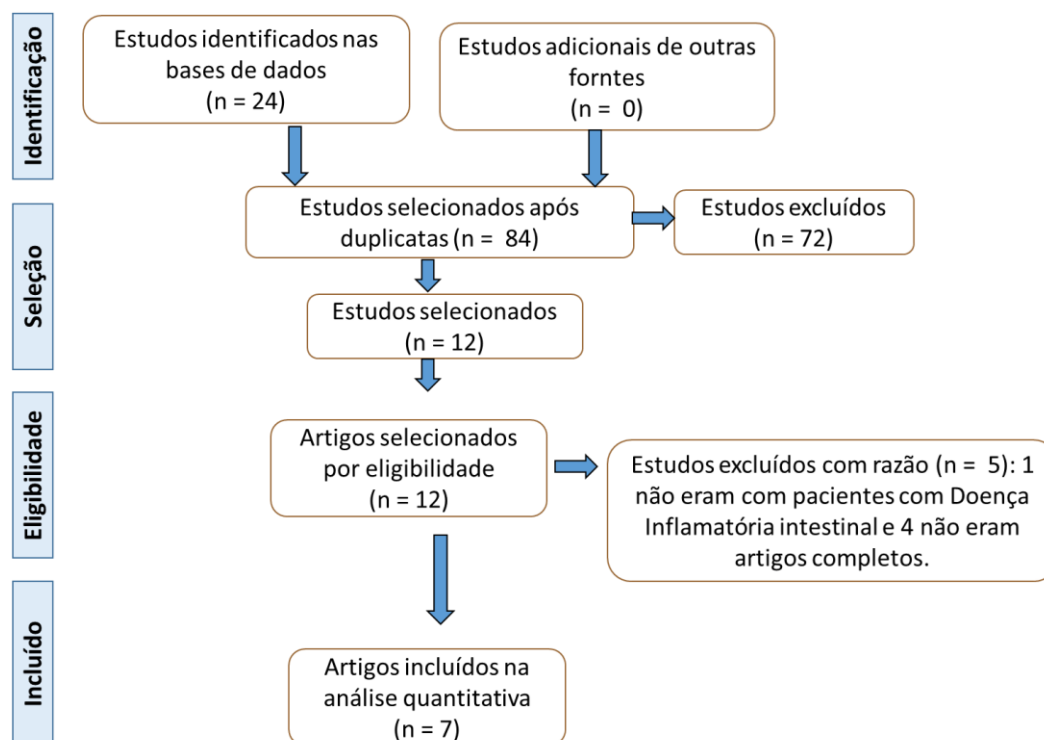 Identificação
Estudos identificados nas
bases de dados
(n = 24)
Estudos adicionais de outras
forntes
(n = 0)
Seleção
Estudos selecionados após
duplicatas (n = 84)
Estudos excluídos
(n = 72)
Estudos selecionados
(n = 12)
Eligibilidade
Artigos selecionados
por eligibilidade
(n = 12)
Estudos excluídos com razão (n = 5): 1
não eram com pacientes com Doença
Inflamatória intestinal e 4 não eram
artigos completos.
Incluído
Artigos incluídos na
análise quantitativa
(n = 7)